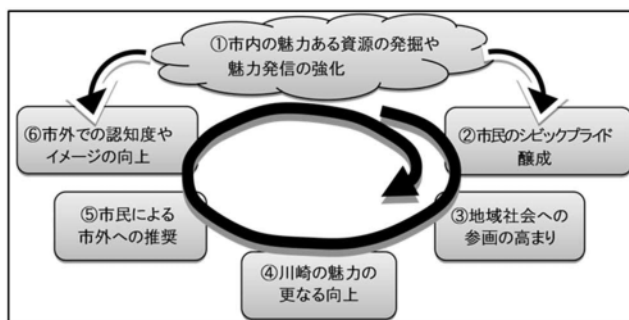 ①市内の魅力ある資源の発掘や
魅力発信の強化
②市民のシビックプライド
醸成
③地域社会への
参画の高まり
④川崎の魅力の
更なる向上
⑤市民による
市外への推奨
⑥市外での認知度や
イメージの向上